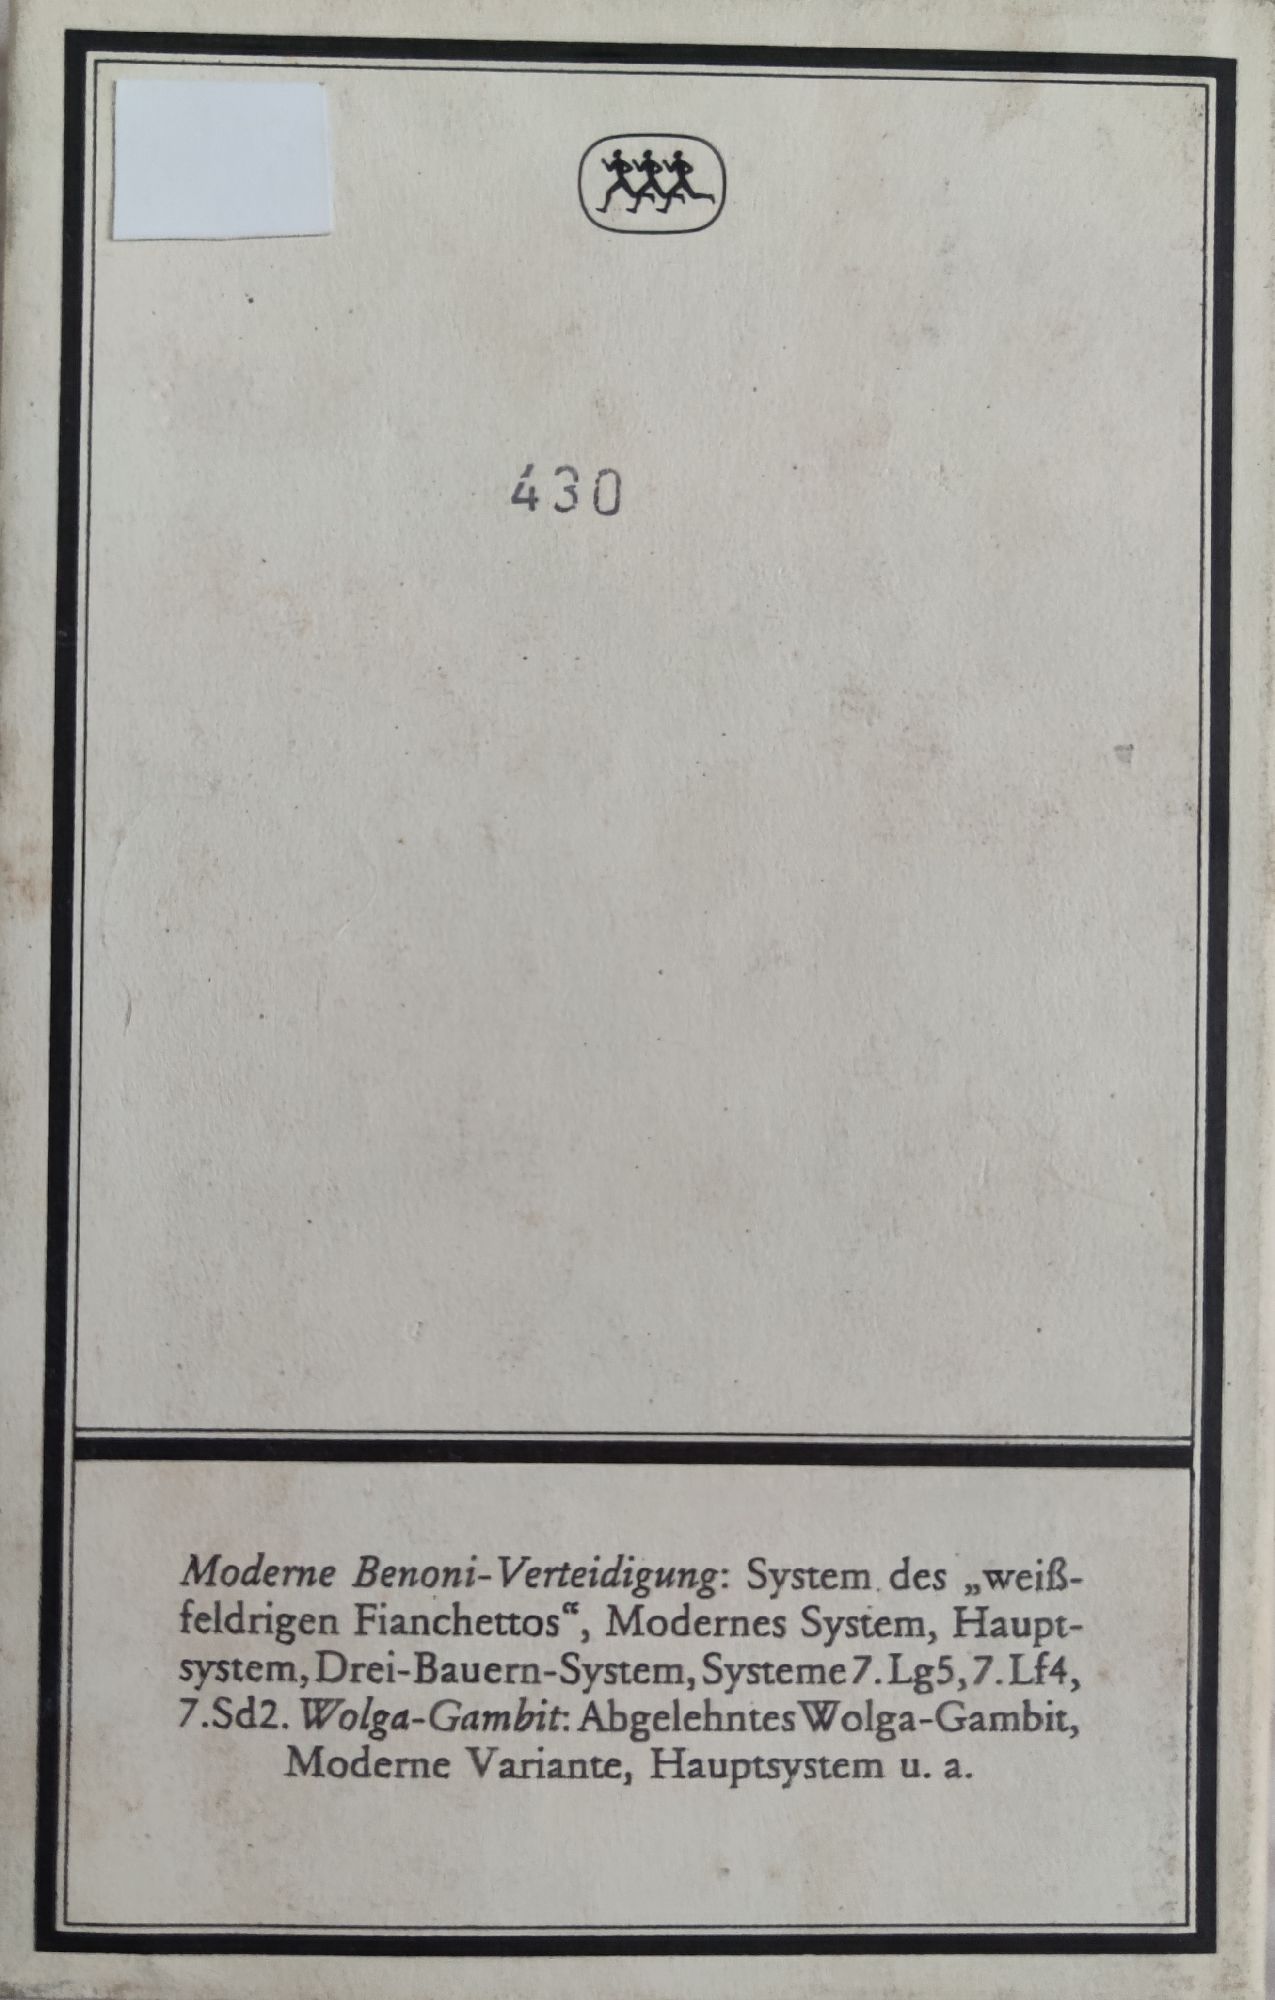 430
Moderne Benoni-Verteidigung: System des „weiß-
feldrigen Fianchettos“, Modernes System, Haupt-
system, Drei-Bauern-System, Systeme 7. Lg5, 7. Lf4,
7.Sd2. Wolga-Gambit: Abgelehntes Wolga-Gambit,
Moderne Variante, Hauptsystem u. a.